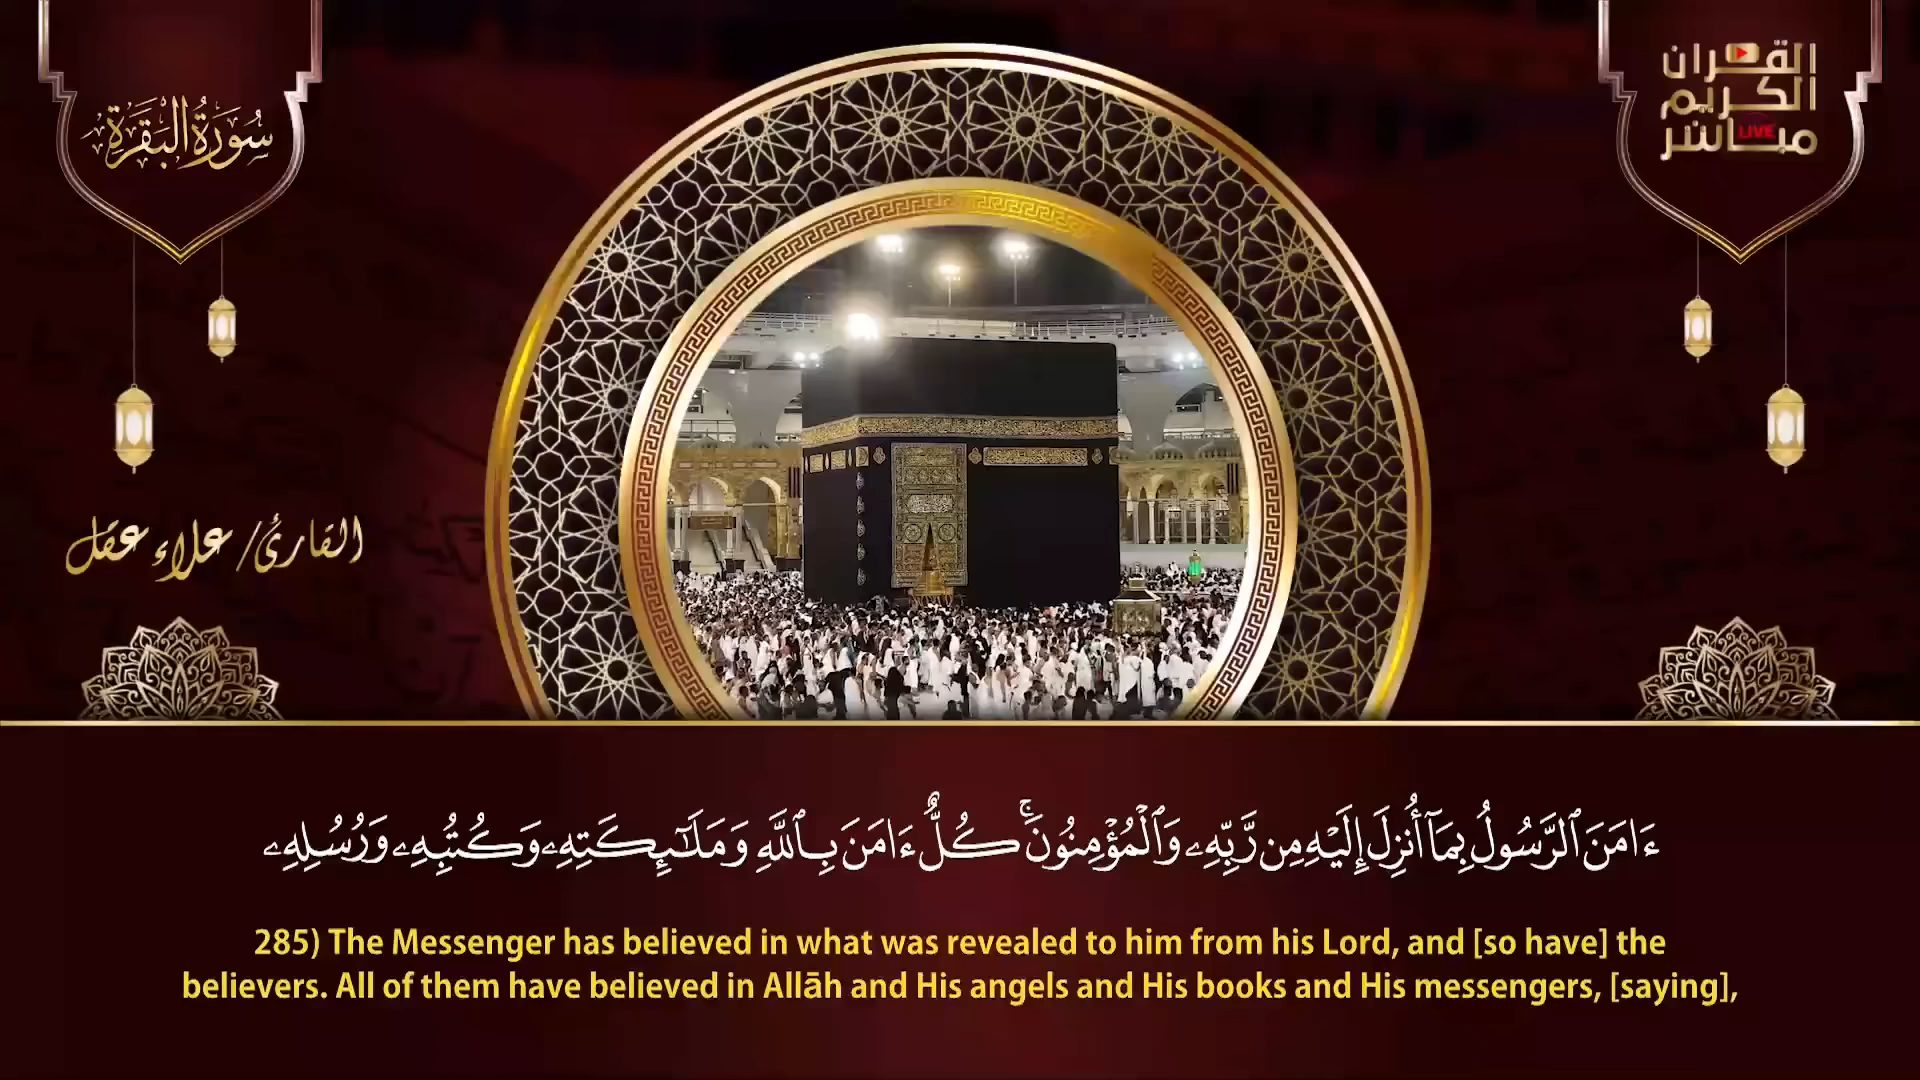 سُورَةُ البَقَرَةِ
القران
الكريم
مباشر
LIVE
القارئ/ علاء عقل
ءَامَنَ ٱلرَّسُولُ بِمَآ أُنزِلَ إِلَيْهِ مِن رَّبِّهِۦ وَٱلْمُؤْمِنُونَ ۚ كُلٌّ ءَامَنَ بِٱللَّهِ وَمَلَـٰٓئِكَتِهِۦ وَكُتُبِهِۦ وَرُسُلِهِۦ
285) The Messenger has believed in what was revealed to him from his Lord, and [so have] the
believers. All of them have believed in Allāh and His angels and His books and His messengers, [saying],